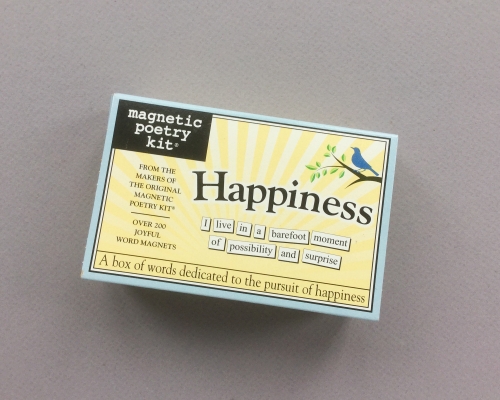 magnetic
poetry
kit®
FROM THE
MAKERS OF
THE ORIGINAL
MAGNETIC
POETRY KIT®
OVER 200
JOYFUL
WORD MAGNETS
Happiness
I live in a barefoot moment
of possibility and surprise
A box of words dedicated to the pursuit of happiness